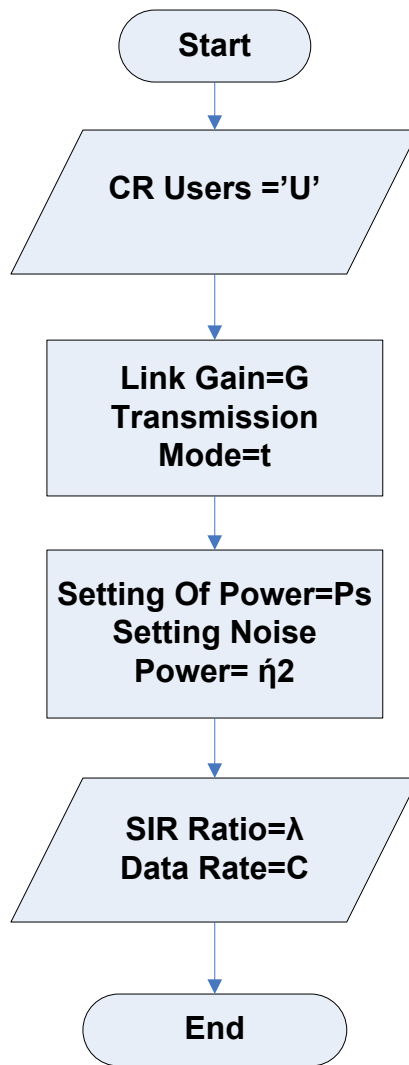 Start
CR Users =’U’
Link Gain=G
Transmission
Mode=t
Setting Of Power=Ps
Setting Noise
Power= ή2
SIR Ratio=λ
Data Rate=C
End